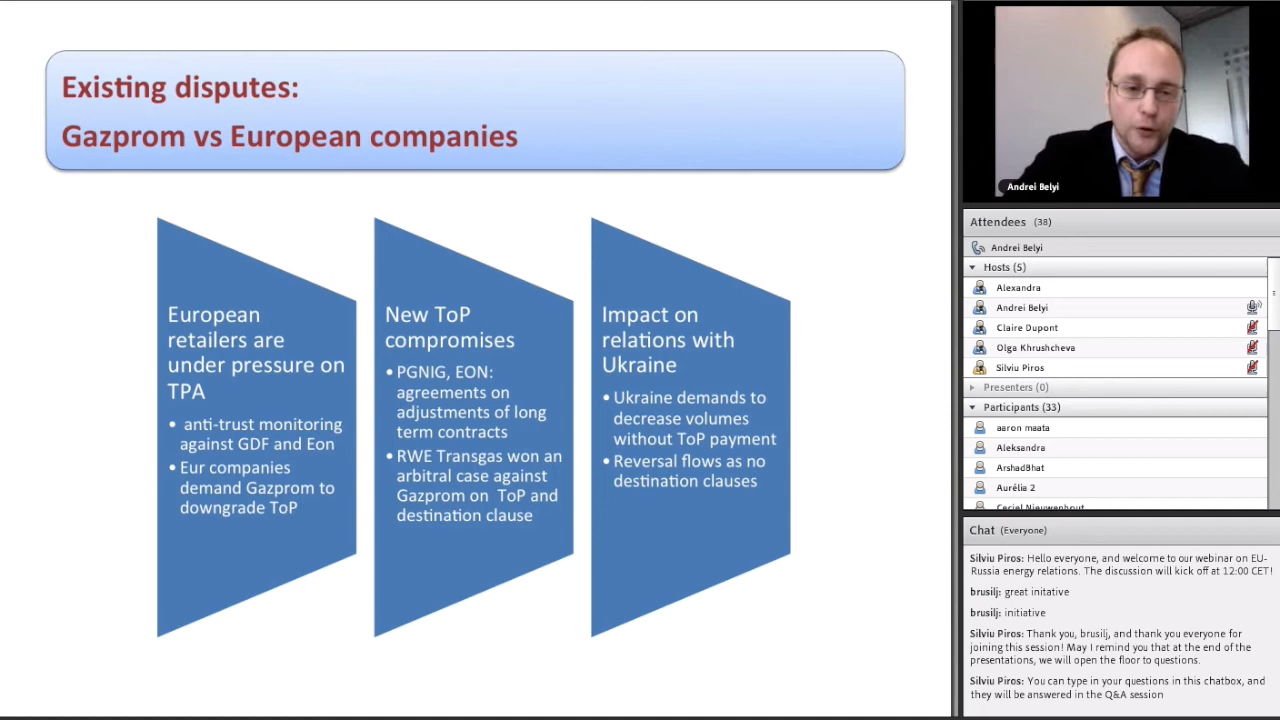 Existing disputes:
Gazprom vs European companies
European
retailers are
under pressure on
TPA
• anti-trust monitoring
against GDF and Eon
• Eur companies
demand Gazprom to
downgrade ToP
New ToP
compromises
• PGNIG, EON:
agreements on
adjustments of long
term contracts
• RWE Transgas won an
arbitral case against
Gazprom on ToP and
destination clause
Impact on
relations with
Ukraine
• Ukraine demands to
decrease volumes
without ToP payment
• Reversal flows as no
destination clauses
Andrei Belyi
Attendees (38)
Andrei Belyi
Hosts (5)
Alexandra
Andrei Belyi
Claire Dupont
Olga Khrushcheva
Silviu Piros
Presenters (0)
Participants (33)
aaron maata
Aleksandra
ArshadBhat
Aurélia 2
Ceciel Nieuwenhout
Chat (Everyone)
Silviu Piros: Hello everyone, and welcome to our webinar on EU-
Russia energy relations. The discussion will kick off at 12:00 CET!
brusilj: great initative
brusilj: initiative
Silviu Piros: Thank you, brusilj, and thank you everyone for
joining this session! May I remind you that at the end of the
presentations, we will open the floor to questions.
Silviu Piros: You can type in your questions in this chatbox, and
they will be answered in the Q&A session